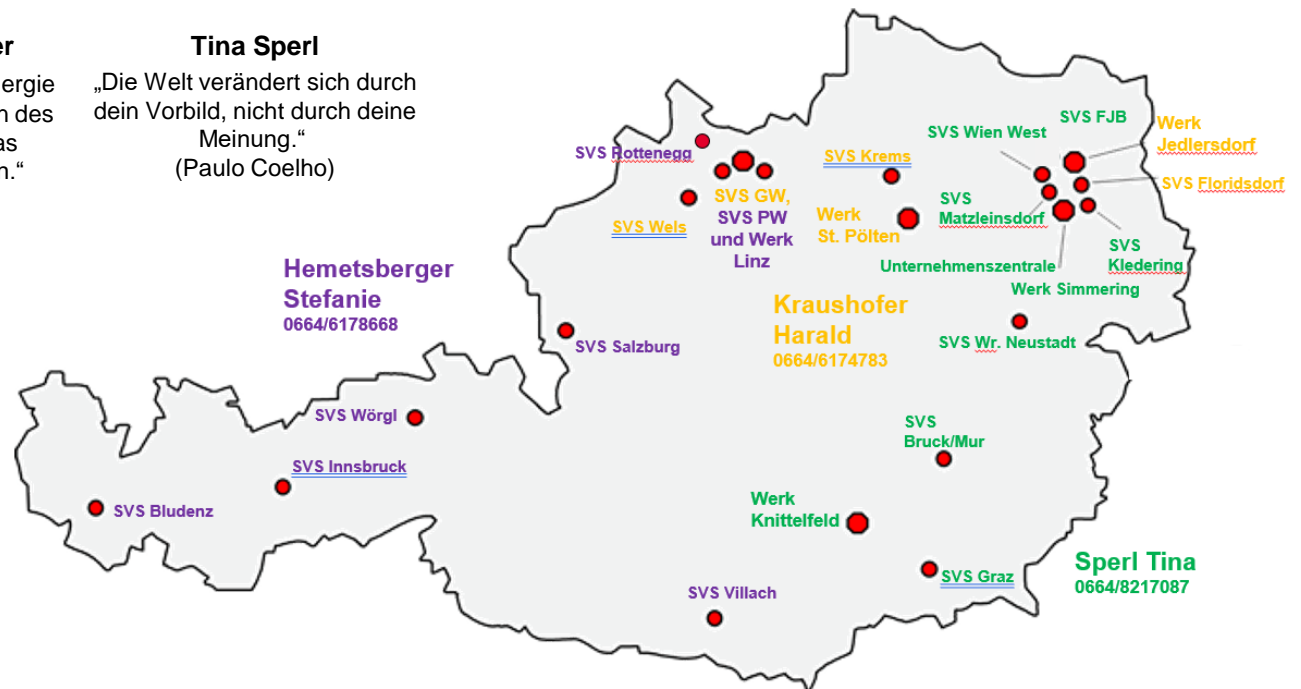 er
Tina Sperl
ergie
„Die Welt verändert sich durch
n des
dein Vorbild, nicht durch deine
as
Meinung.“
n.“
(Paulo Coelho)
SVS FJB
SVS Wien West
Werk
Jedlersdorf
SVS Rottenegg
SVS Krems
SVS Floridsdorf
SVS GW,
SVS PW
und Werk
Linz
SVS Wels
Werk
St. Pölten
SVS
Matzleinsdorf
SVS
Kledering
Unternehmenszentrale
Werk Simmering
Hemetsberger
Stefanie
0664/6178668
Kraushofer
Harald
0664/6174783
SVS Salzburg
SVS Wr. Neustadt
SVS Wörgl
SVS
Bruck/Mur
SVS Innsbruck
SVS Bludenz
Werk
Knittelfeld
Sperl Tina
0664/8217087
SVS Graz
SVS Villach